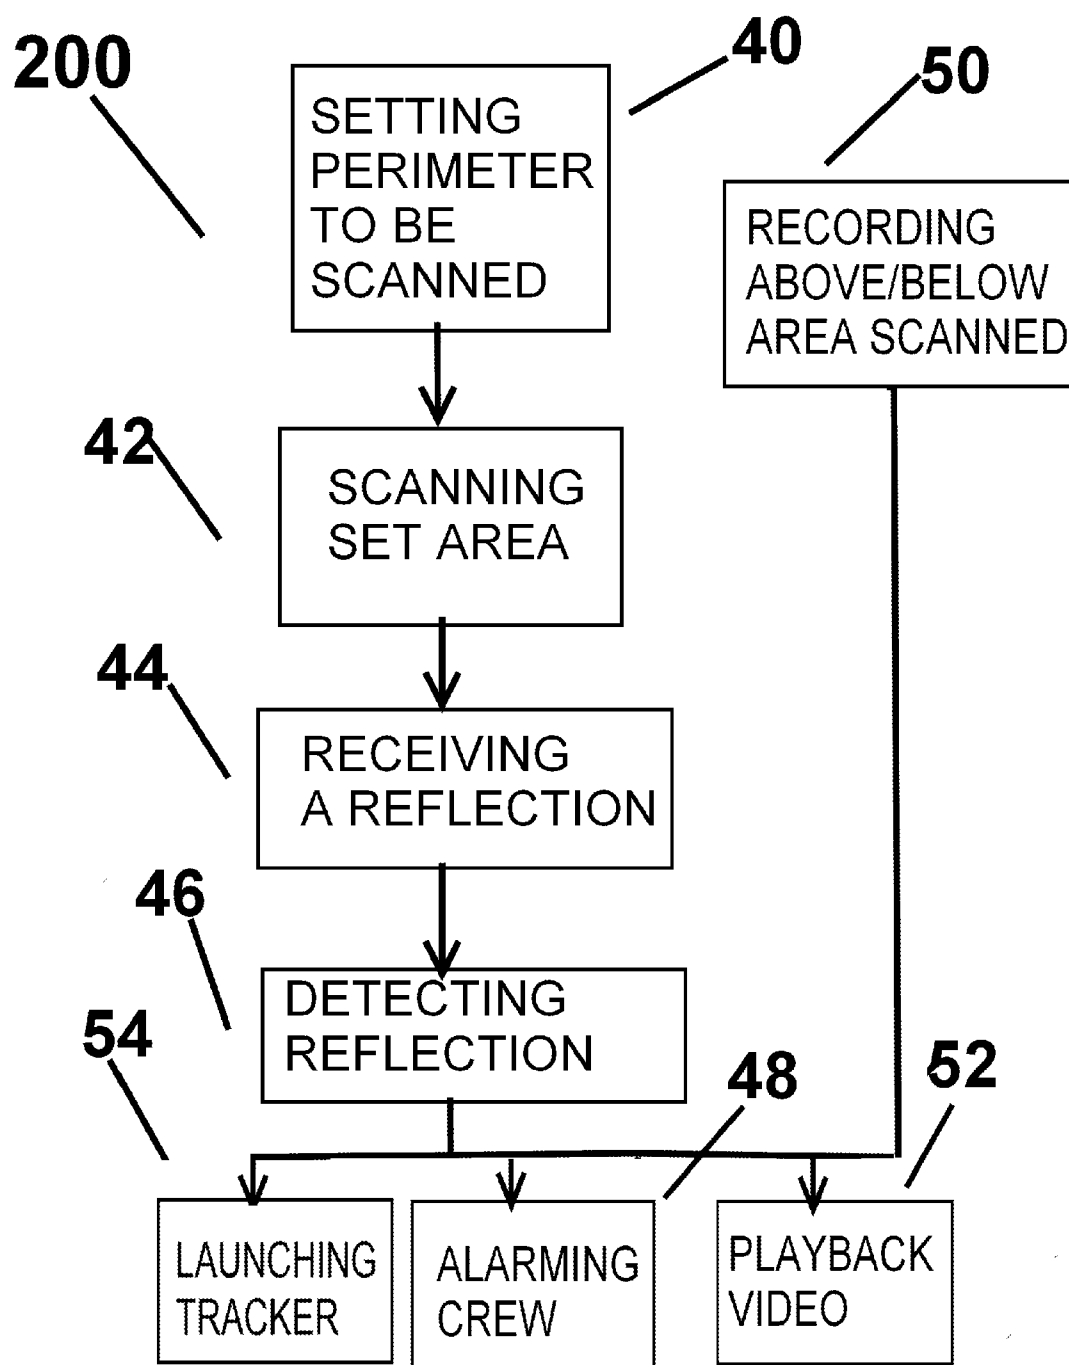 200
40
SETTING
PERIMETER
TO BE
SCANNED
50
RECORDING
ABOVE/BELOW
AREA SCANNED
42
SCANNING
SET AREA
44
RECEIVING
A REFLECTION
46
DETECTING
REFLECTION
54
LAUNCHING
TRACKER
48
ALARMING
CREW
52
PLAYBACK
VIDEO